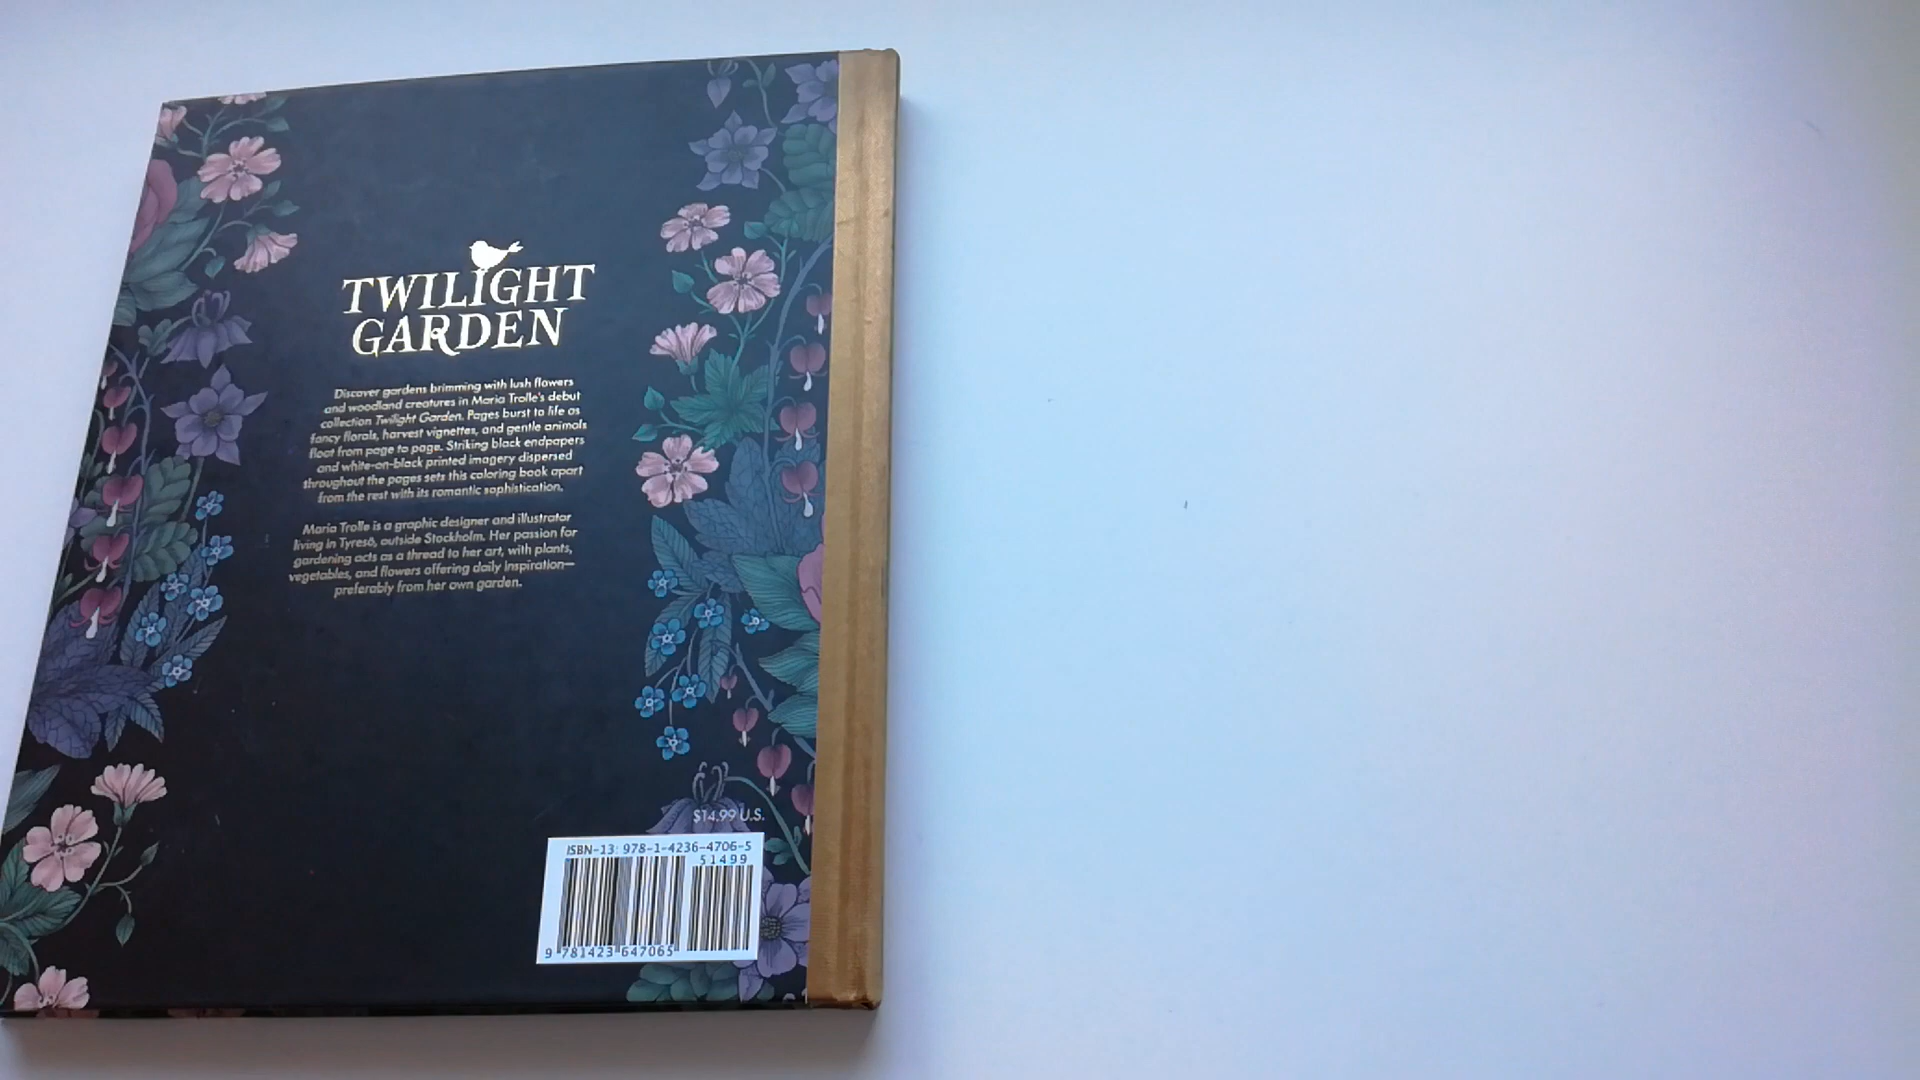 TWILIGHT
GARDEN
Discover gardens brimming with lush flowers
and woodland creatures in Maria Trolle's debut
collection Twilight Garden. Pages burst to life as
fancy florals, harvest vignettes, and gentle animals
float from page to page. Striking black endpapers
and white-on-black printed imagery dispersed
throughout the pages sets this coloring book apart
from the rest with its romantic sophistication.
Maria Trolle is a graphic designer and illustrator
living in Tyresö, outside Stockholm. Her passion for
gardening acts as a thread to her art, with plants,
vegetables, and flowers offering daily inspiration—
preferably from her own garden.
$14.99 U.S.
ISBN-13: 978-1-4236-4706-5
51499
9 781423 647065